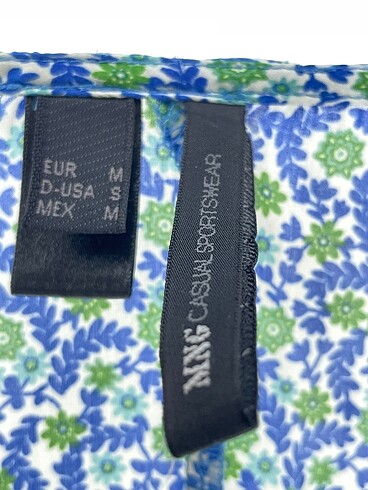 EUR M
D-USA S
MEX M
MNG CASUAL SPORTSWEAR